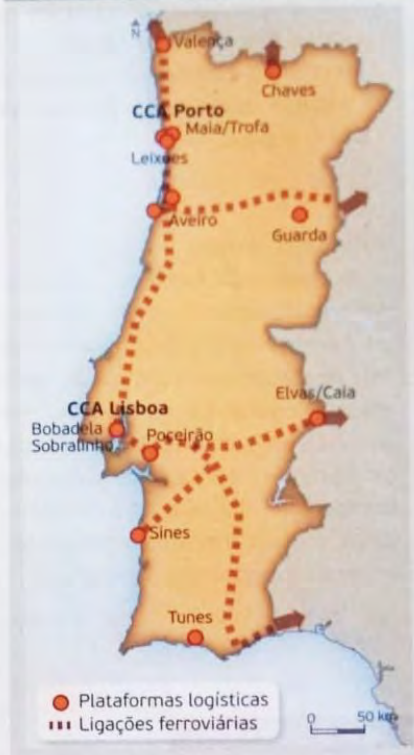 N
Valença
Chaves
CCA Porto
Maia/Trofa
Leixões
Aveiro
Guarda
CCA Lisboa
Elvas/Caia
Bobadela
Sobralinho
Poceirão
Sines
Tunes
Plataformas logísticas
Ligações ferroviárias
0 50 km